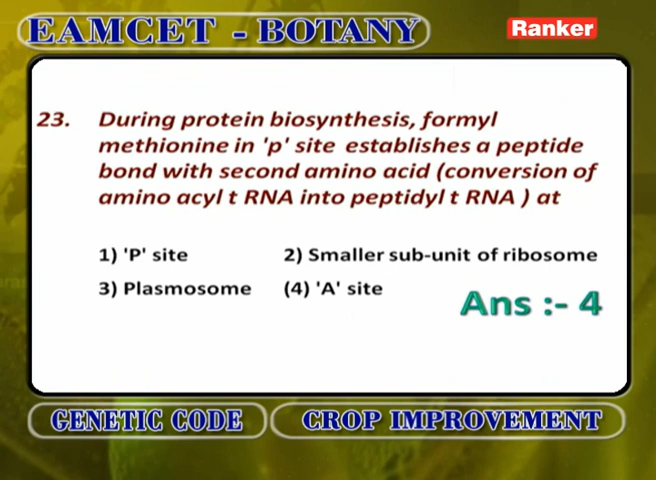 EAMCET - BOTANY
Ranker
23. During protein biosynthesis, formyl
methionine in 'p' site establishes a peptide
bond with second amino acid (conversion of
amino acyl t RNA into peptidyl t RNA ) at
1) 'P' site 2) Smaller sub-unit of ribosome
3) Plasmosome (4) 'A' site
Ans :- 4
GENETIC CODE CROP IMPROVEMENT